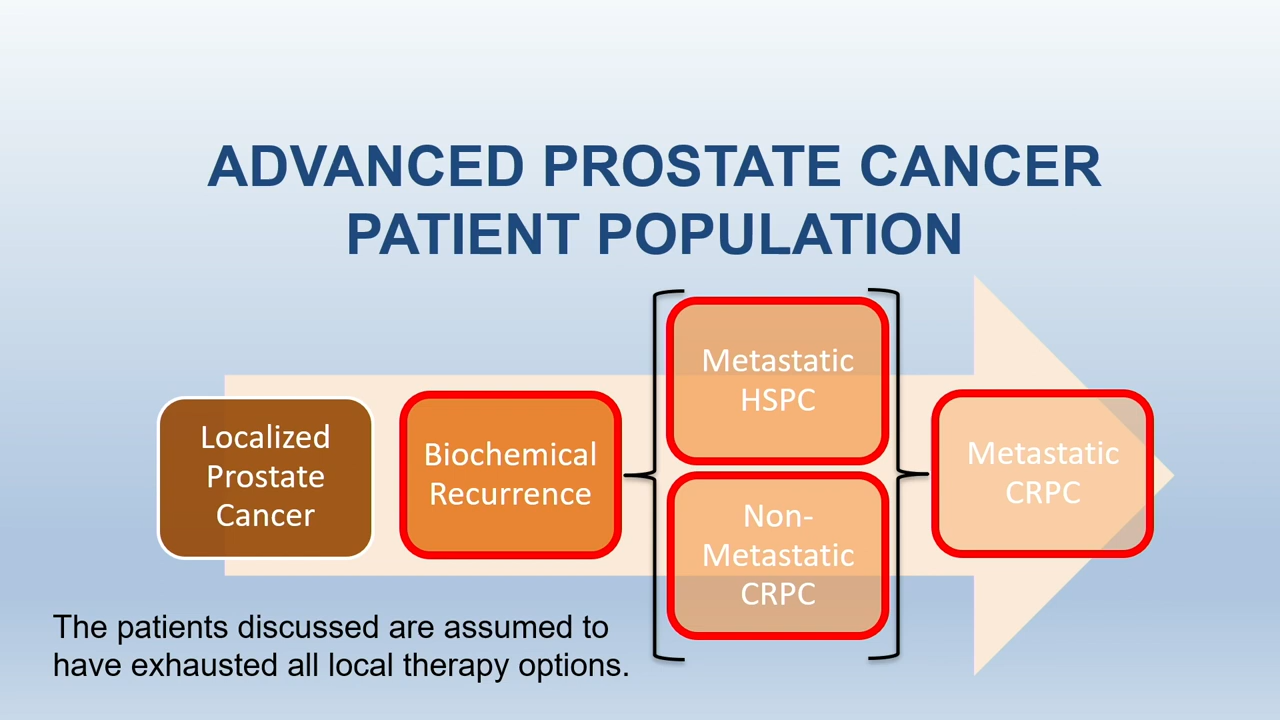 ADVANCED PROSTATE CANCER
PATIENT POPULATION
Localized
Prostate
Cancer
Biochemical
Recurrence
Metastatic
HSPC
Non-
Metastatic
CRPC
Metastatic
CRPC
The patients discussed are assumed to
have exhausted all local therapy options.